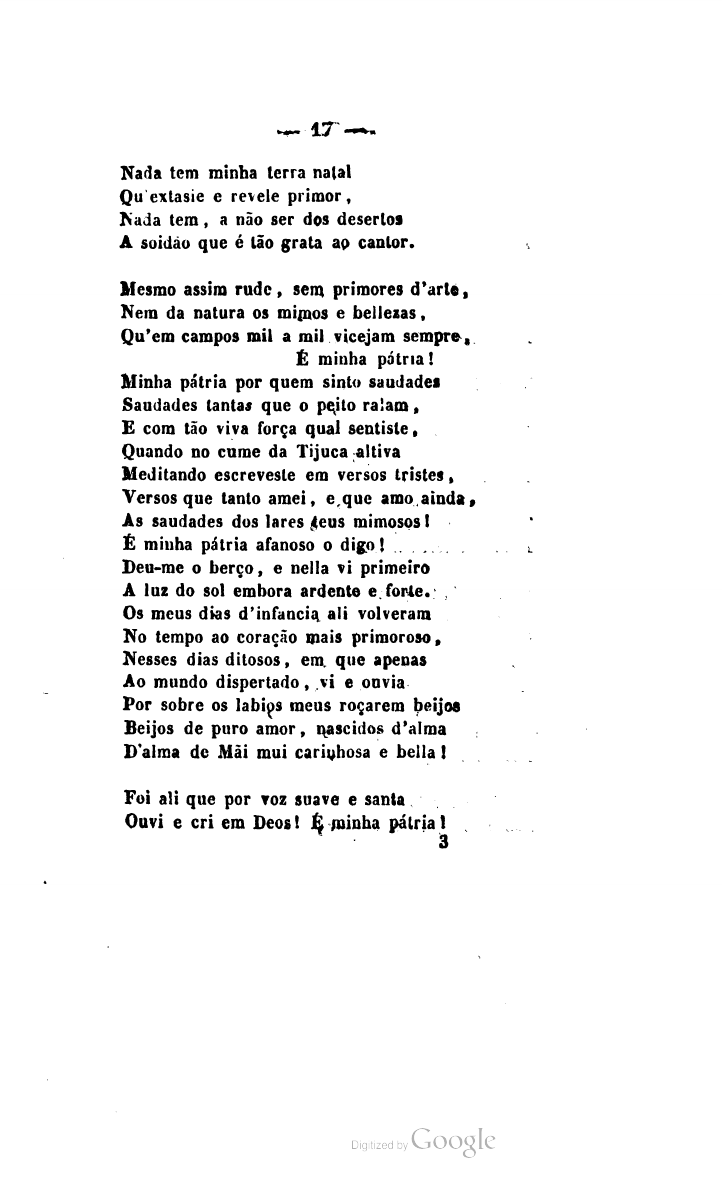 — 17 —
Nada tem minha terra natal
Qu'extasie e revele primor,
Nada tem, a não ser dos desertos
A soidão que é tão grata ao cantor.
Mesmo assim rude, sem primores d'arte,
Nem da natura os mimos e bellezas,
Qu'em campos mil a mil vicejam sempre,
É minha pátria!
Minha pátria por quem sinto saudades
Saudades tantas que o peito ralam,
E com tão viva força qual sentiste,
Quando no cume da Tijuca altiva
Meditando escreveste em versos tristes,
Versos que tanto amei, e que amo ainda,
As saudades dos lares teus mimosos!
É minha pátria afanoso o digo!
Deu-me o berço, e nella vi primeiro
A luz do sol embora ardente e forte.
Os meus dias d'infancia ali volveram
No tempo ao coração mais primoroso,
Nesses dias ditosos, em que apenas
Ao mundo dispertado, vi e ouvia
Por sobre os labios meus roçarem beijos
Beijos de puro amor, nascidos d'alma
D'alma de Mãi mui carinhosa e bella!
Foi ali que por voz suave e santa
Ouvi e cri em Deos! É minha pátria!
3
Digitized by Google